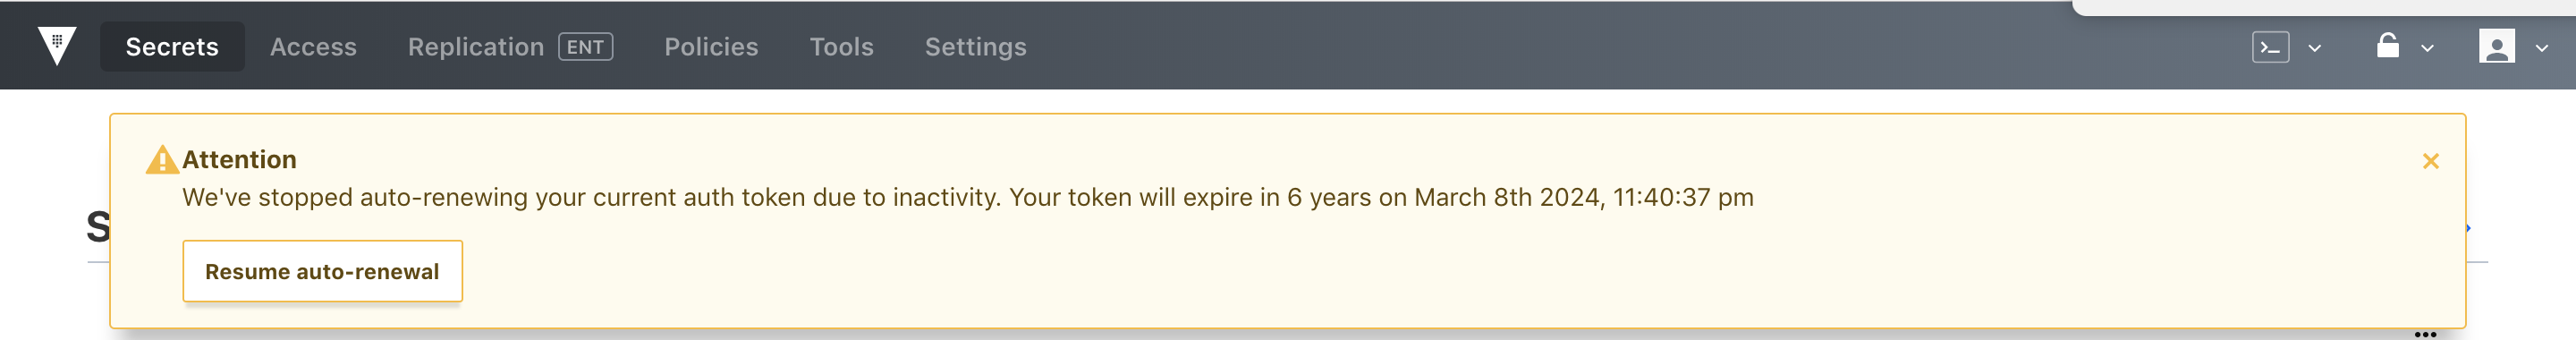 Secrets Access Replication ENT Policies Tools Settings
Attention
We've stopped auto-renewing your current auth token due to inactivity. Your token will expire in 6 years on March 8th 2024, 11:40:37 pm
S
Resume auto-renewal